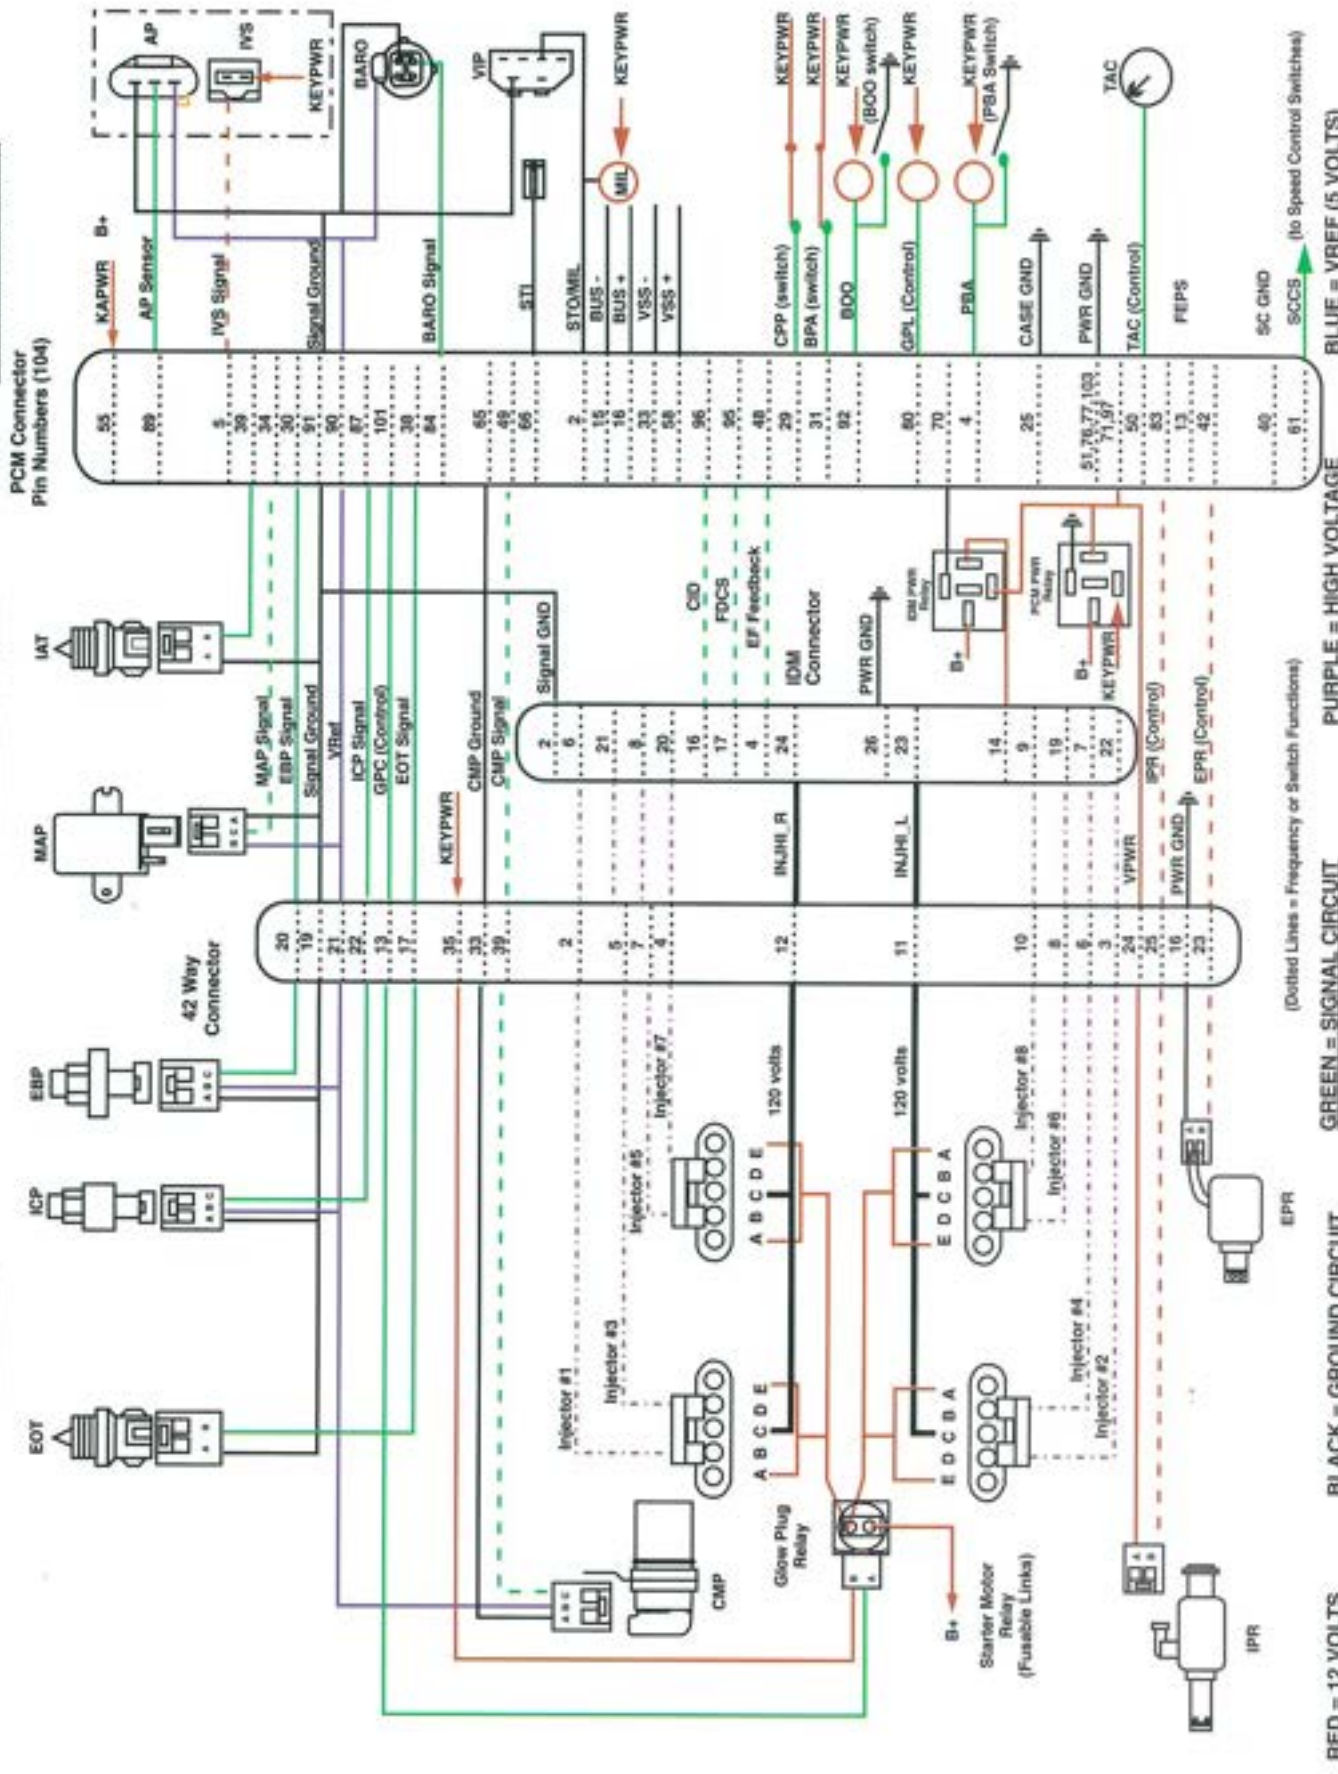 PCM Connector
Pin Numbers (104)
55
89
5
39
34
30
91
90
87
101
38
84
65
49
66
2
15
16
33
58
96
95
48
29
31
92
80
70
4
25
51,76,77,103
71,97
50
83
13
42
40
61
KAPWR
B+
AP Sensor
IVS Signal
Signal Ground
BARO Signal
STI
STO/MIL
BUS -
BUS +
VSS -
VSS +
CPP (switch)
BPA (switch)
BOO
GPL (Control)
PBA
CASE GND
PWR GND
TAC (Control)
FEPS
SC GND
SCCS
(to Speed Control Switches)
AP
IVS
KEYPWR
BARO
VIP
MIL
KEYPWR
KEYPWR
KEYPWR
KEYPWR
(BOO switch)
KEYPWR
KEYPWR
(PBA Switch)
TAC
IAT
A B
MAP
B C A
MAP Signal
EBP Signal
Signal Ground
VRef
ICP Signal
GPC (Control)
EOT Signal
KEYPWR
CMP Ground
CMP Signal
Signal GND
CID
FDCS
EF Feedback
IDM
Connector
PWR GND
IDM PWR
Relay
B+
PCM PWR
Relay
B+
KEYPWR
2
6
21
8
20
16
17
4
24
26
23
14
9
19
7
22
INJHI_R
INJHI_L
VPWR
IPR (Control)
PWR GND
EPR (Control)
42 Way
Connector
20
19
21
22
13
17
35
33
39
2
5
7
4
12
11
10
8
6
3
24
25
16
23
EBP
A B C
ICP
A B C
EOT
A B
Injector #1
Injector #3
Injector #5
Injector #7
120 volts
120 volts
Injector #8
Injector #6
Injector #4
Injector #2
A B C D E
A B C D E
E D C B A
E D C B A
A B C
CMP
Glow Plug
Relay
B
A
B+
Starter Motor
Relay
(Fusable Links)
A
B
IPR
A
B
EPR
(Dotted Lines = Frequency or Switch Functions)
RED = 12 VOLTS
BLACK = GROUND CIRCUIT
GREEN = SIGNAL CIRCUIT
PURPLE = HIGH VOLTAGE
BLUE = VREF (5 VOLTS)